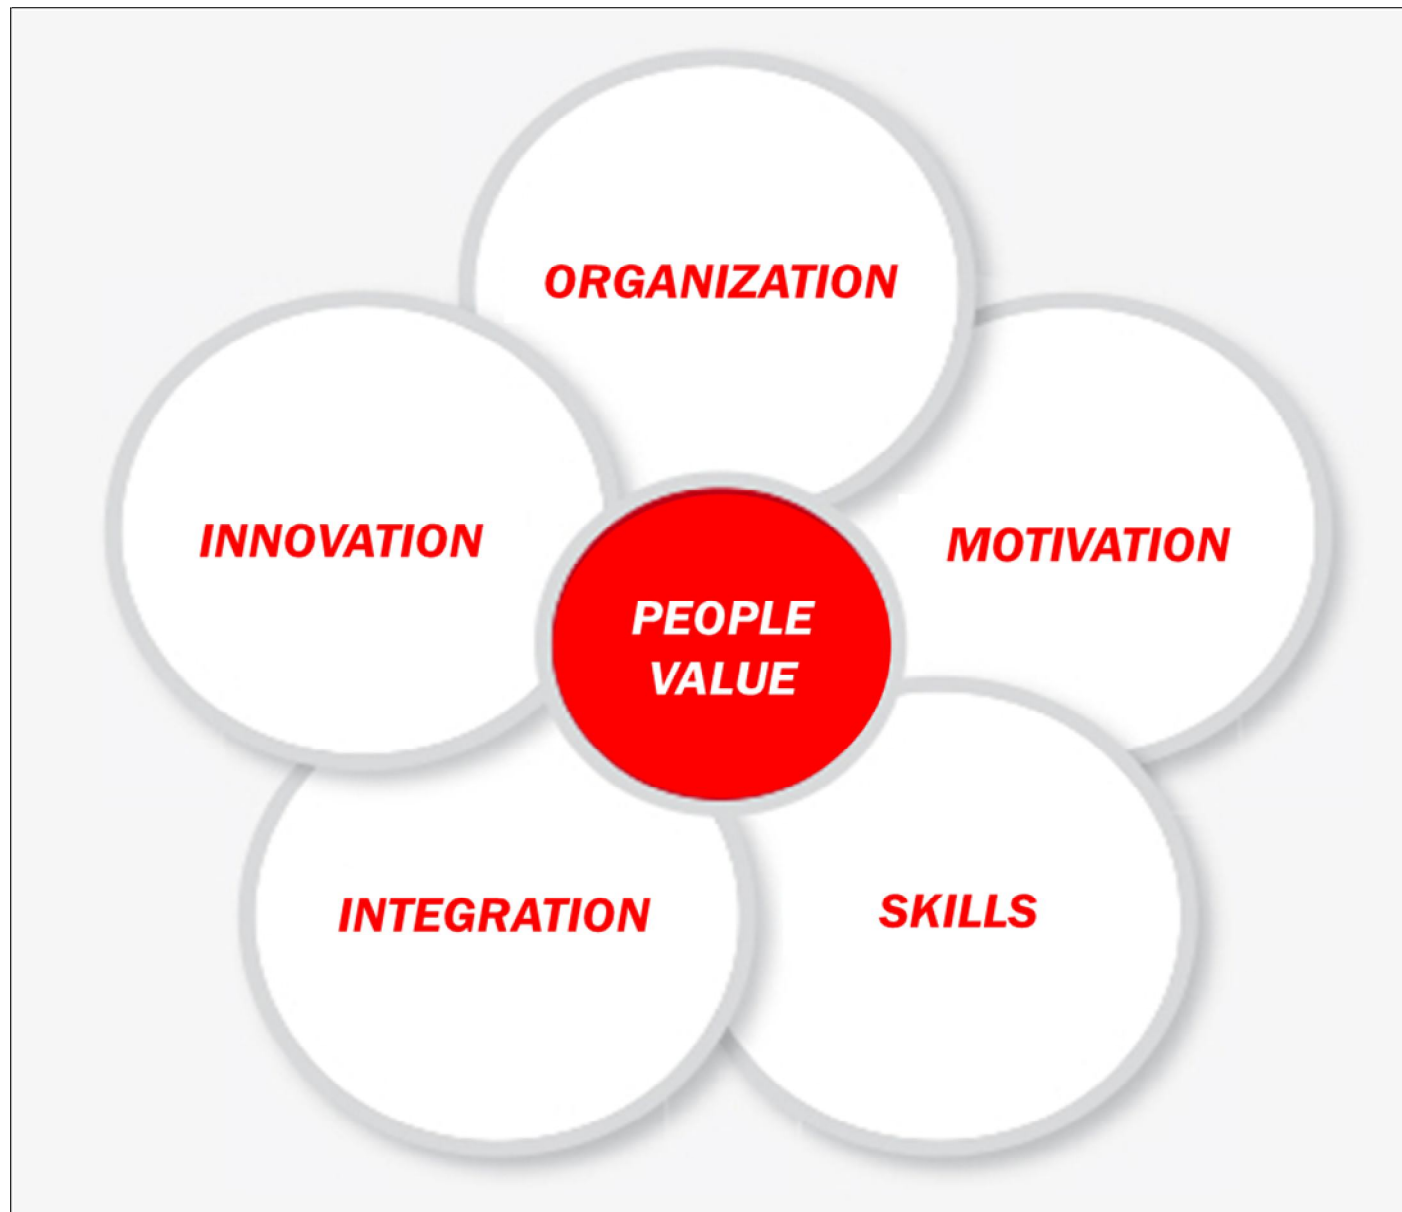 ORGANIZATION
INNOVATION
MOTIVATION
PEOPLE
VALUE
INTEGRATION
SKILLS